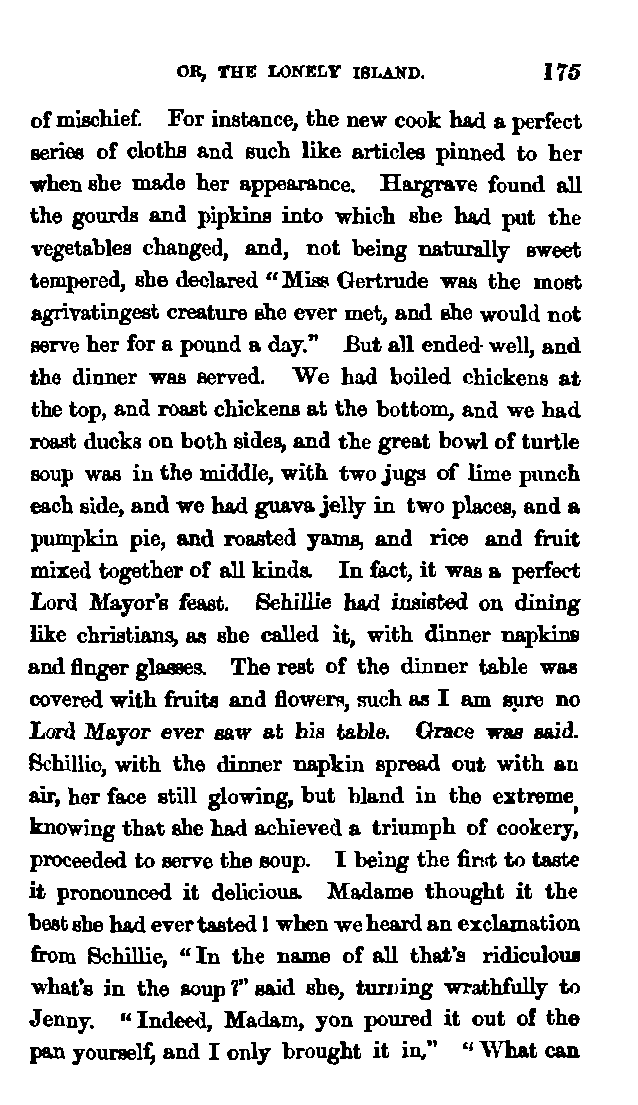 OR, THE LONELY ISLAND. 175
of mischief. For instance, the new cook had a perfect
series of cloths and such like articles pinned to her
when she made her appearance. Hargrave found all
the gourds and pipkins into which she had put the
vegetables changed, and, not being naturally sweet
tempered, she declared "Miss Gertrude was the most
agrivatingest creature she ever met, and she would not
serve her for a pound a day." But all ended well, and
the dinner was served. We had boiled chickens at
the top, and roast chickens at the bottom, and we had
roast ducks on both sides, and the great bowl of turtle
soup was in the middle, with two jugs of lime punch
each side, and we had guava jelly in two places, and a
pumpkin pie, and roasted yams, and rice and fruit
mixed together of all kinds. In fact, it was a perfect
Lord Mayor's feast. Schillie had insisted on dining
like christians, as she called it, with dinner napkins
and finger glasses. The rest of the dinner table was
covered with fruits and flowers, such as I am sure no
Lord Mayor ever saw at his table. Grace was said.
Schillie, with the dinner napkin spread out with an
air, her face still glowing, but bland in the extreme,
knowing that she had achieved a triumph of cookery,
proceeded to serve the soup. I being the first to taste
it pronounced it delicious. Madame thought it the
best she had ever tasted! when we heard an exclamation
from Schillie, "In the name of all that's ridiculous
what's in the soup?" said she, turning wrathfully to
Jenny. "Indeed, Madam, yon poured it out of the
pan yourself, and I only brought it in." "What can